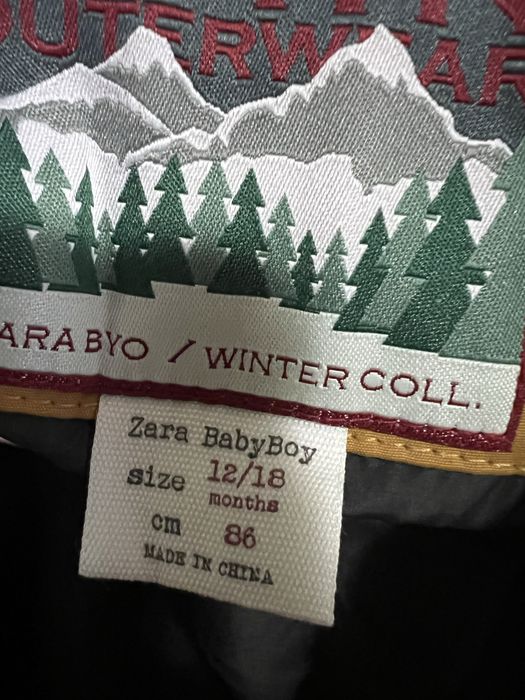 OUTERWEAR
ARA BYO / WINTER COLL.
Zara BabyBoy
size 12/18
months
cm 86
MADE IN CHINA